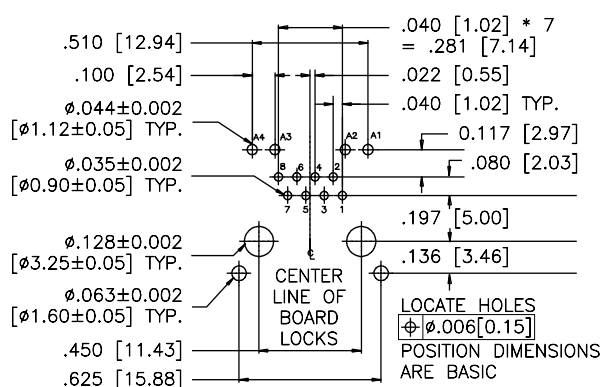 .510 [12.94]
.040 [1.02] * 7
= .281 [7.14]
.100 [2.54]
.022 [0.55]
.040 [1.02] TYP.
ø.044±0.002
[ø1.12±0.05] TYP.
A4 A3 A2 A1
0.117 [2.97]
ø.035±0.002
[ø0.90±0.05] TYP.
8 6 4 2
.080 [2.03]
7 5 3 1
.197 [5.00]
ø.128±0.002
[ø3.25±0.05] TYP.
.136 [3.46]
CENTER
LINE OF
BOARD
LOCKS
ø.063±0.002
[ø1.60±0.05] TYP.
LOCATE HOLES
⌖ ø.006[0.15]
POSITION DIMENSIONS
ARE BASIC
.450 [11.43]
.625 [15.88]